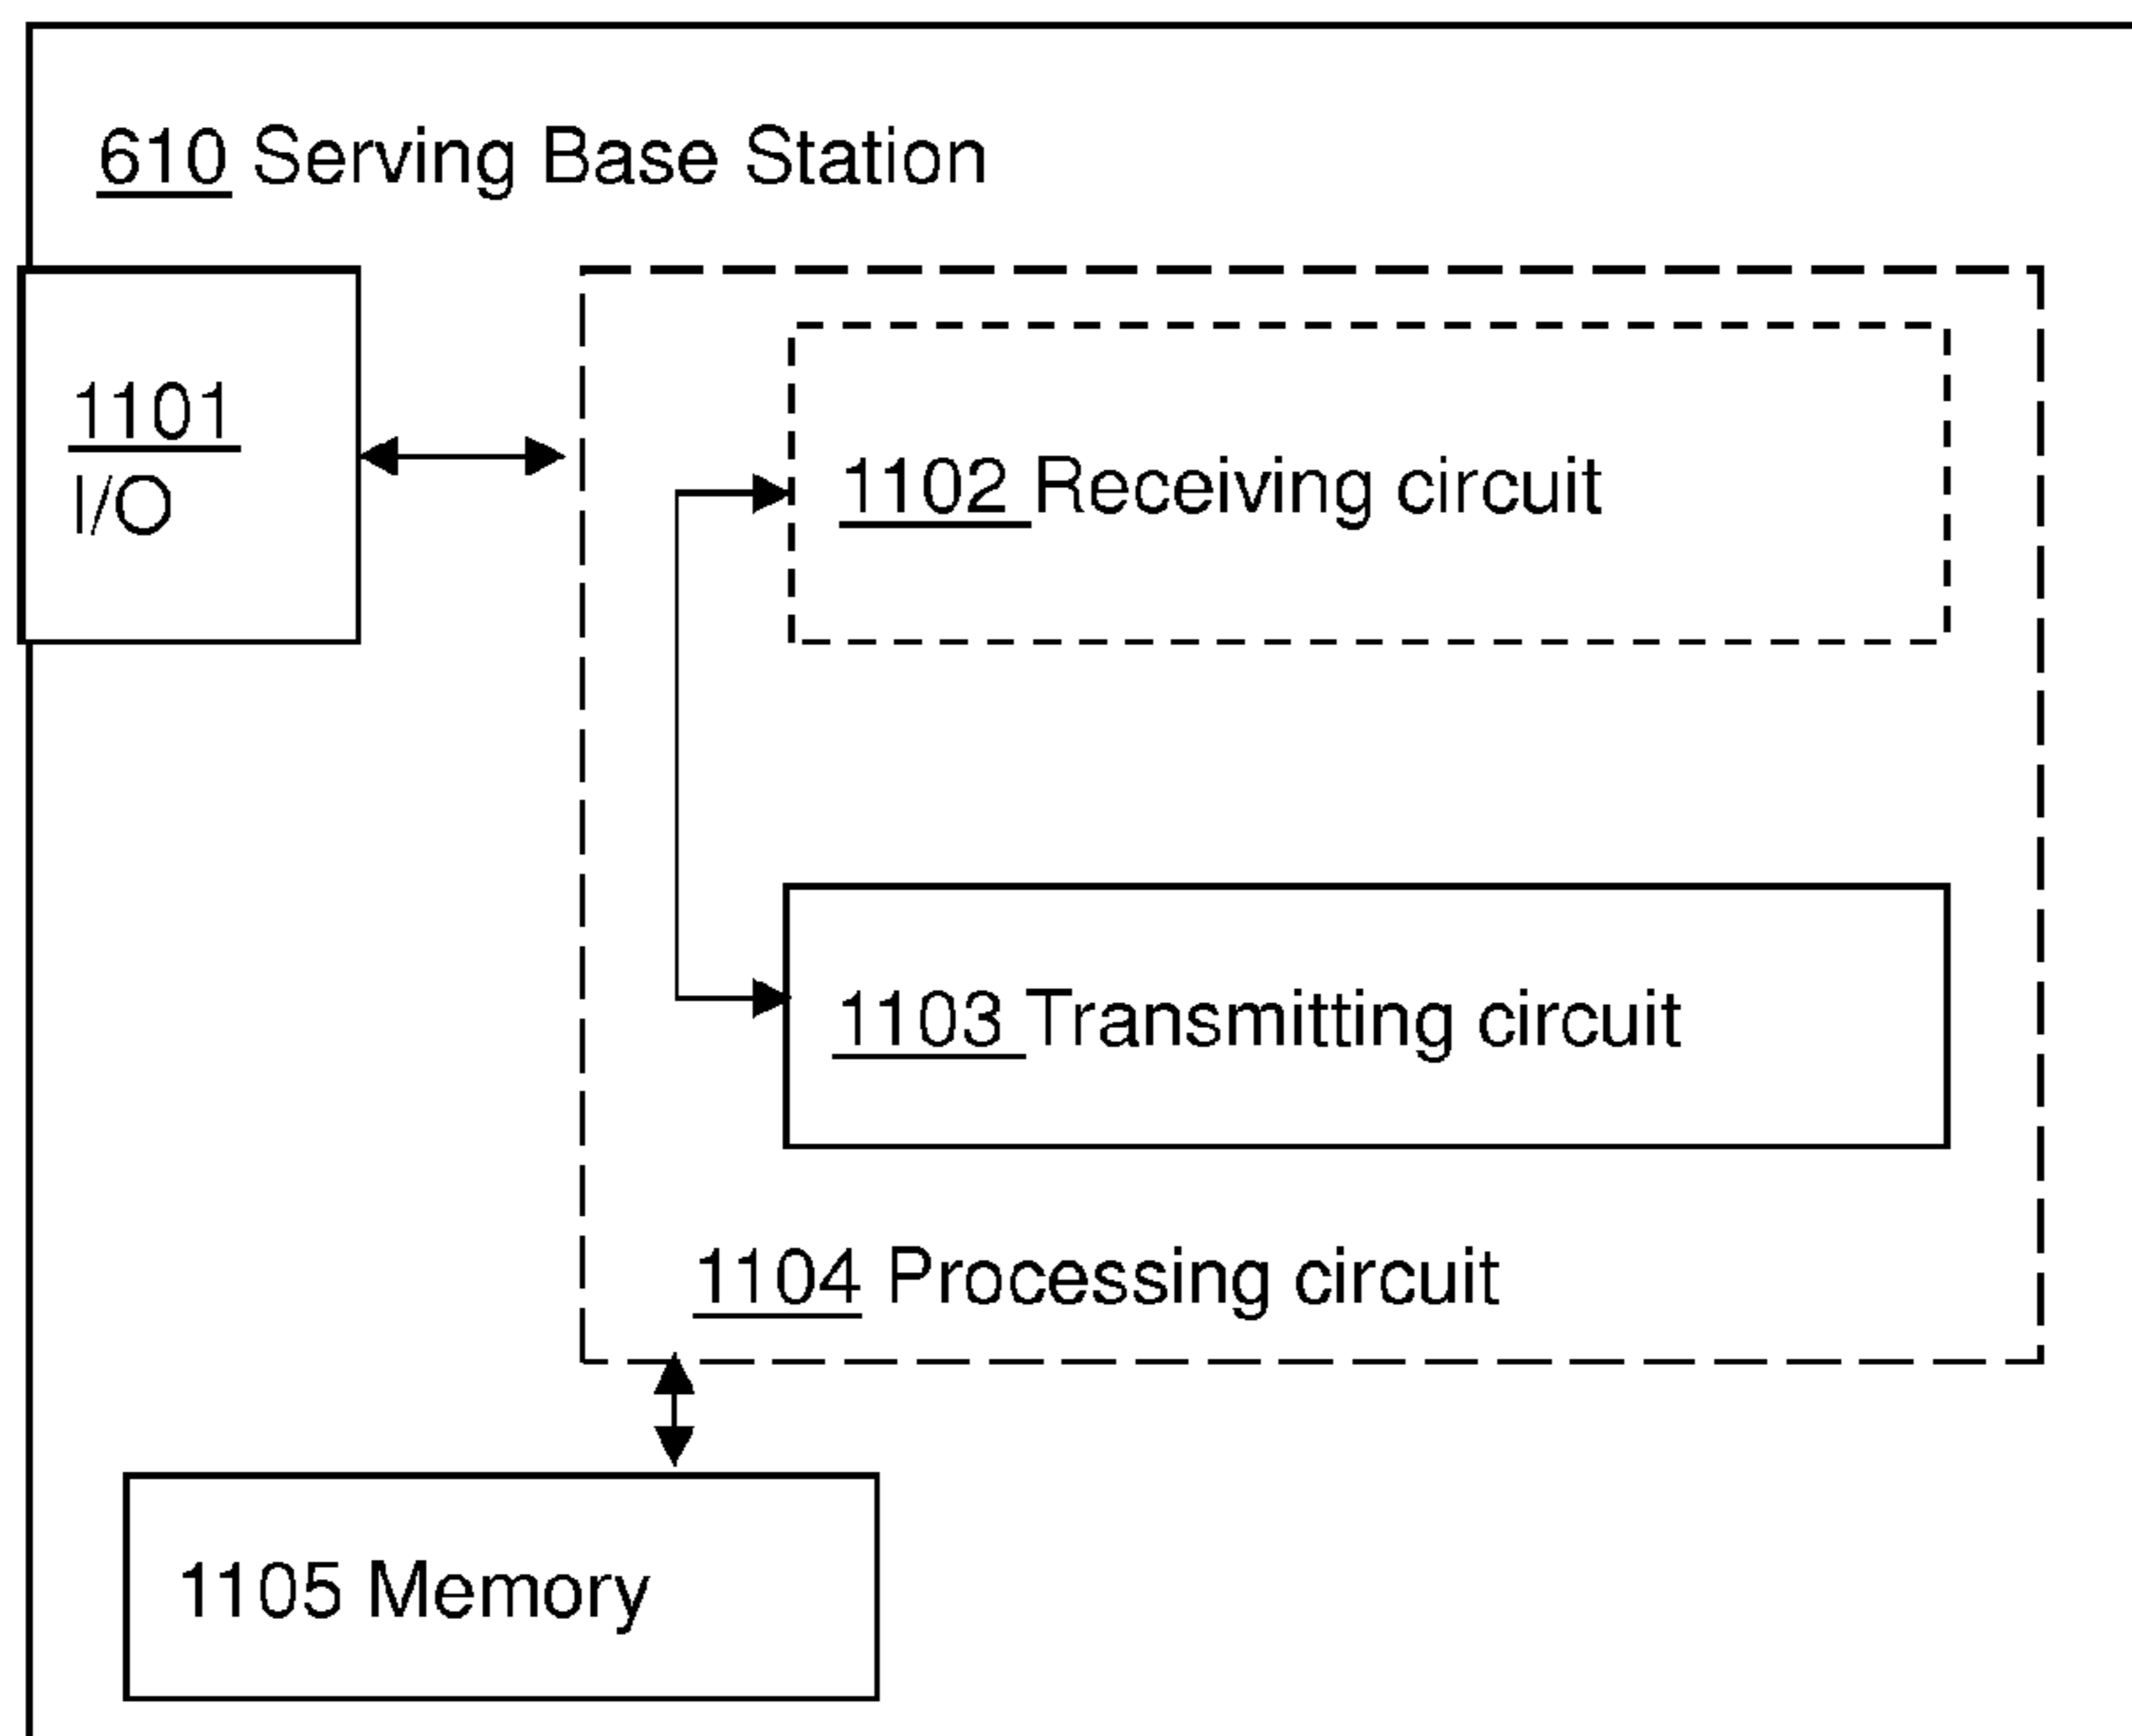 610 Serving Base Station
1101
I/O
1102 Receiving circuit
1103 Transmitting circuit
1104 Processing circuit
1105 Memory